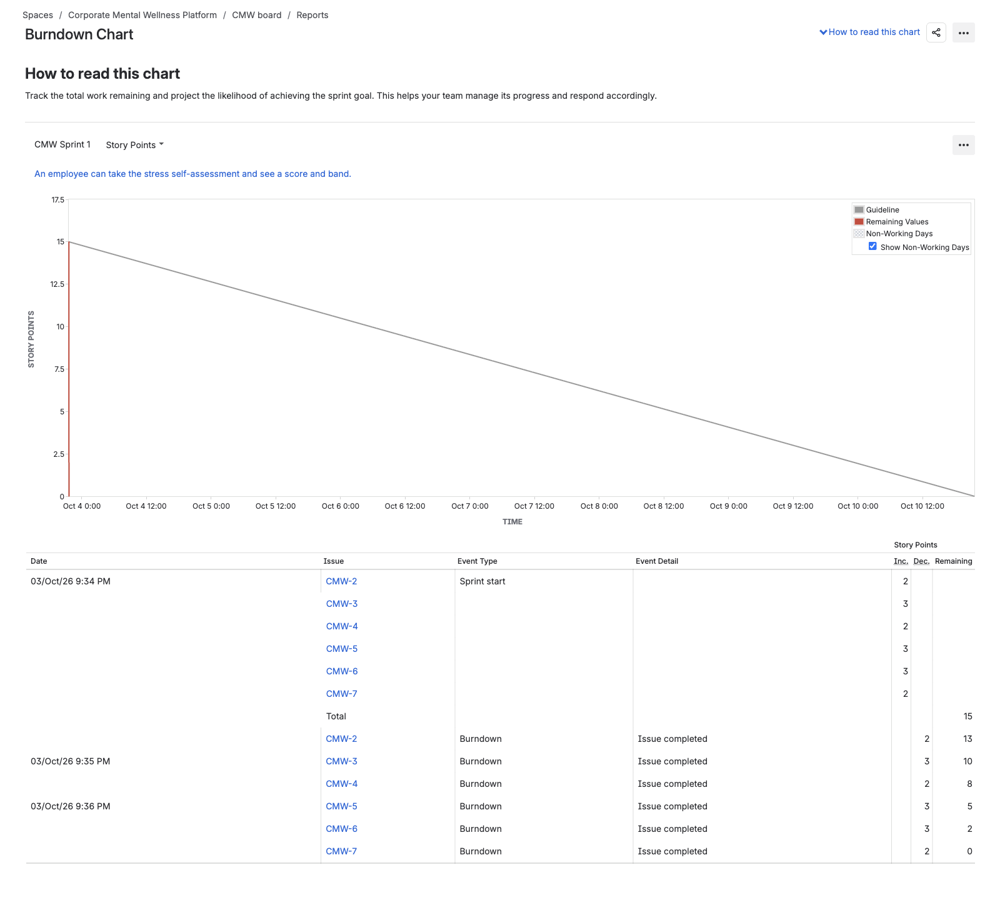 Spaces / Corporate Mental Wellness Platform / CMW board / Reports
Burndown Chart
How to read this chart
How to read this chart
Track the total work remaining and project the likelihood of achieving the sprint goal. This helps your team manage its progress and respond accordingly.
CMW Sprint 1 Story Points
An employee can take the stress self-assessment and see a score and band.
17.5
15
12.5
10
7.5
5
2.5
0
STORY POINTS
Guideline
Remaining Values
Non-Working Days
Show Non-Working Days
Oct 4 0:00 Oct 4 12:00 Oct 5 0:00 Oct 5 12:00 Oct 6 0:00 Oct 6 12:00 Oct 7 0:00 Oct 7 12:00 Oct 8 0:00 Oct 8 12:00 Oct 9 0:00 Oct 9 12:00 Oct 10 0:00 Oct 10 12:00
TIME
Story Points
Date Issue Event Type Event Detail Inc. Dec. Remaining
03/Oct/26 9:34 PM CMW-2 Sprint start 2
CMW-3 3
CMW-4 2
CMW-5 3
CMW-6 3
CMW-7 2
Total 15
CMW-2 Burndown Issue completed 2 13
03/Oct/26 9:35 PM CMW-3 Burndown Issue completed 3 10
CMW-4 Burndown Issue completed 2 8
03/Oct/26 9:36 PM CMW-5 Burndown Issue completed 3 5
CMW-6 Burndown Issue completed 3 2
CMW-7 Burndown Issue completed 2 0